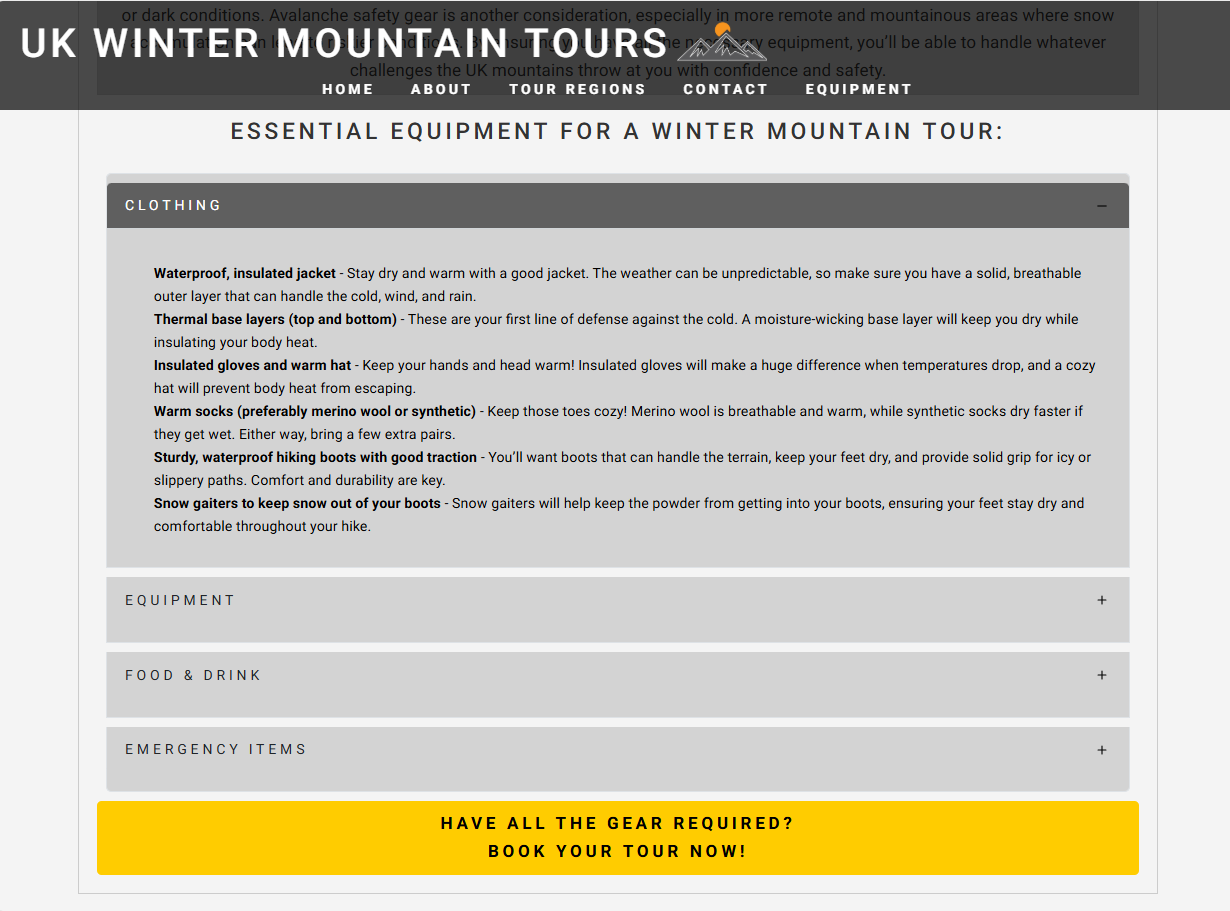 or dark conditions. Avalanche safety gear is another consideration, especially in more remote and mountainous areas where snow
UK WINTER MOUNTAIN TOURS
equipment, you’ll be able to handle whatever
challenges the UK mountains throw at you with confidence and safety.
HOME ABOUT TOUR REGIONS CONTACT EQUIPMENT
ESSENTIAL EQUIPMENT FOR A WINTER MOUNTAIN TOUR:
CLOTHING −
Waterproof, insulated jacket - Stay dry and warm with a good jacket. The weather can be unpredictable, so make sure you have a solid, breathable
outer layer that can handle the cold, wind, and rain.
Thermal base layers (top and bottom) - These are your first line of defense against the cold. A moisture-wicking base layer will keep you dry while
insulating your body heat.
Insulated gloves and warm hat - Keep your hands and head warm! Insulated gloves will make a huge difference when temperatures drop, and a cozy
hat will prevent body heat from escaping.
Warm socks (preferably merino wool or synthetic) - Keep those toes cozy! Merino wool is breathable and warm, while synthetic socks dry faster if
they get wet. Either way, bring a few extra pairs.
Sturdy, waterproof hiking boots with good traction - You’ll want boots that can handle the terrain, keep your feet dry, and provide solid grip for icy or
slippery paths. Comfort and durability are key.
Snow gaiters to keep snow out of your boots - Snow gaiters will help keep the powder from getting into your boots, ensuring your feet stay dry and
comfortable throughout your hike.
EQUIPMENT +
FOOD & DRINK +
EMERGENCY ITEMS +
HAVE ALL THE GEAR REQUIRED?
BOOK YOUR TOUR NOW!